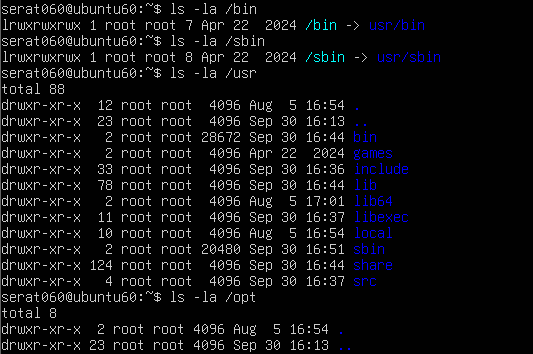 serat060@ubuntu60:~$ ls -la /bin
lrwxrwxrwx 1 root root 7 Apr 22  2024 /bin -> usr/bin
serat060@ubuntu60:~$ ls -la /sbin
lrwxrwxrwx 1 root root 8 Apr 22  2024 /sbin -> usr/sbin
serat060@ubuntu60:~$ ls -la /usr
total 88
drwxr-xr-x  12 root root  4096 Aug  5 16:54 .
drwxr-xr-x  23 root root  4096 Sep 30 16:13 ..
drwxr-xr-x   2 root root 28672 Sep 30 16:44 bin
drwxr-xr-x   2 root root  4096 Apr 22  2024 games
drwxr-xr-x  33 root root  4096 Sep 30 16:36 include
drwxr-xr-x  78 root root  4096 Sep 30 16:44 lib
drwxr-xr-x   2 root root  4096 Aug  5 17:01 lib64
drwxr-xr-x  11 root root  4096 Sep 30 16:37 libexec
drwxr-xr-x  10 root root  4096 Aug  5 16:54 local
drwxr-xr-x   2 root root 20480 Sep 30 16:51 sbin
drwxr-xr-x 124 root root  4096 Sep 30 16:44 share
drwxr-xr-x   4 root root  4096 Sep 30 16:37 src
serat060@ubuntu60:~$ ls -la /opt
total 8
drwxr-xr-x  2 root root 4096 Aug  5 16:54 .
drwxr-xr-x 23 root root 4096 Sep 30 16:13 ..